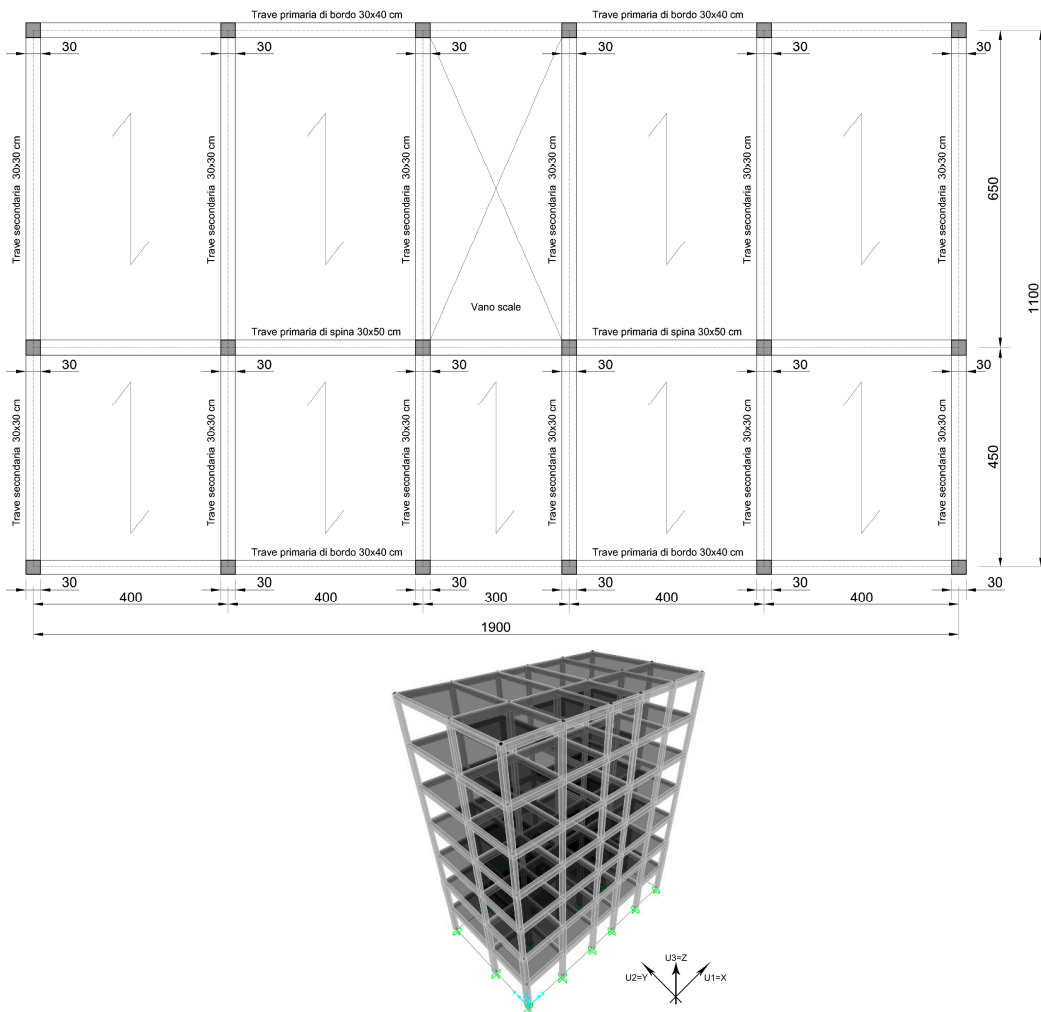 Trave primaria di bordo 30x40 cm Trave primaria di bordo 30x40 cm
30 30 30 30 30 30
Trave secondaria 30x30 cm Trave secondaria 30x30 cm Trave secondaria 30x30 cm Trave secondaria 30x30 cm Trave secondaria 30x30 cm Trave secondaria 30x30 cm
650
1100
Vano scale
Trave primaria di spina 30x50 cm Trave primaria di spina 30x50 cm
30 30 30 30 30 30
Trave secondaria 30x30 cm Trave secondaria 30x30 cm Trave secondaria 30x30 cm Trave secondaria 30x30 cm Trave secondaria 30x30 cm Trave secondaria 30x30 cm
450
Trave primaria di bordo 30x40 cm Trave primaria di bordo 30x40 cm
30 30 30 30 30 30
400 400 300 400 400
1900
U3=Z
U2=Y U1=X